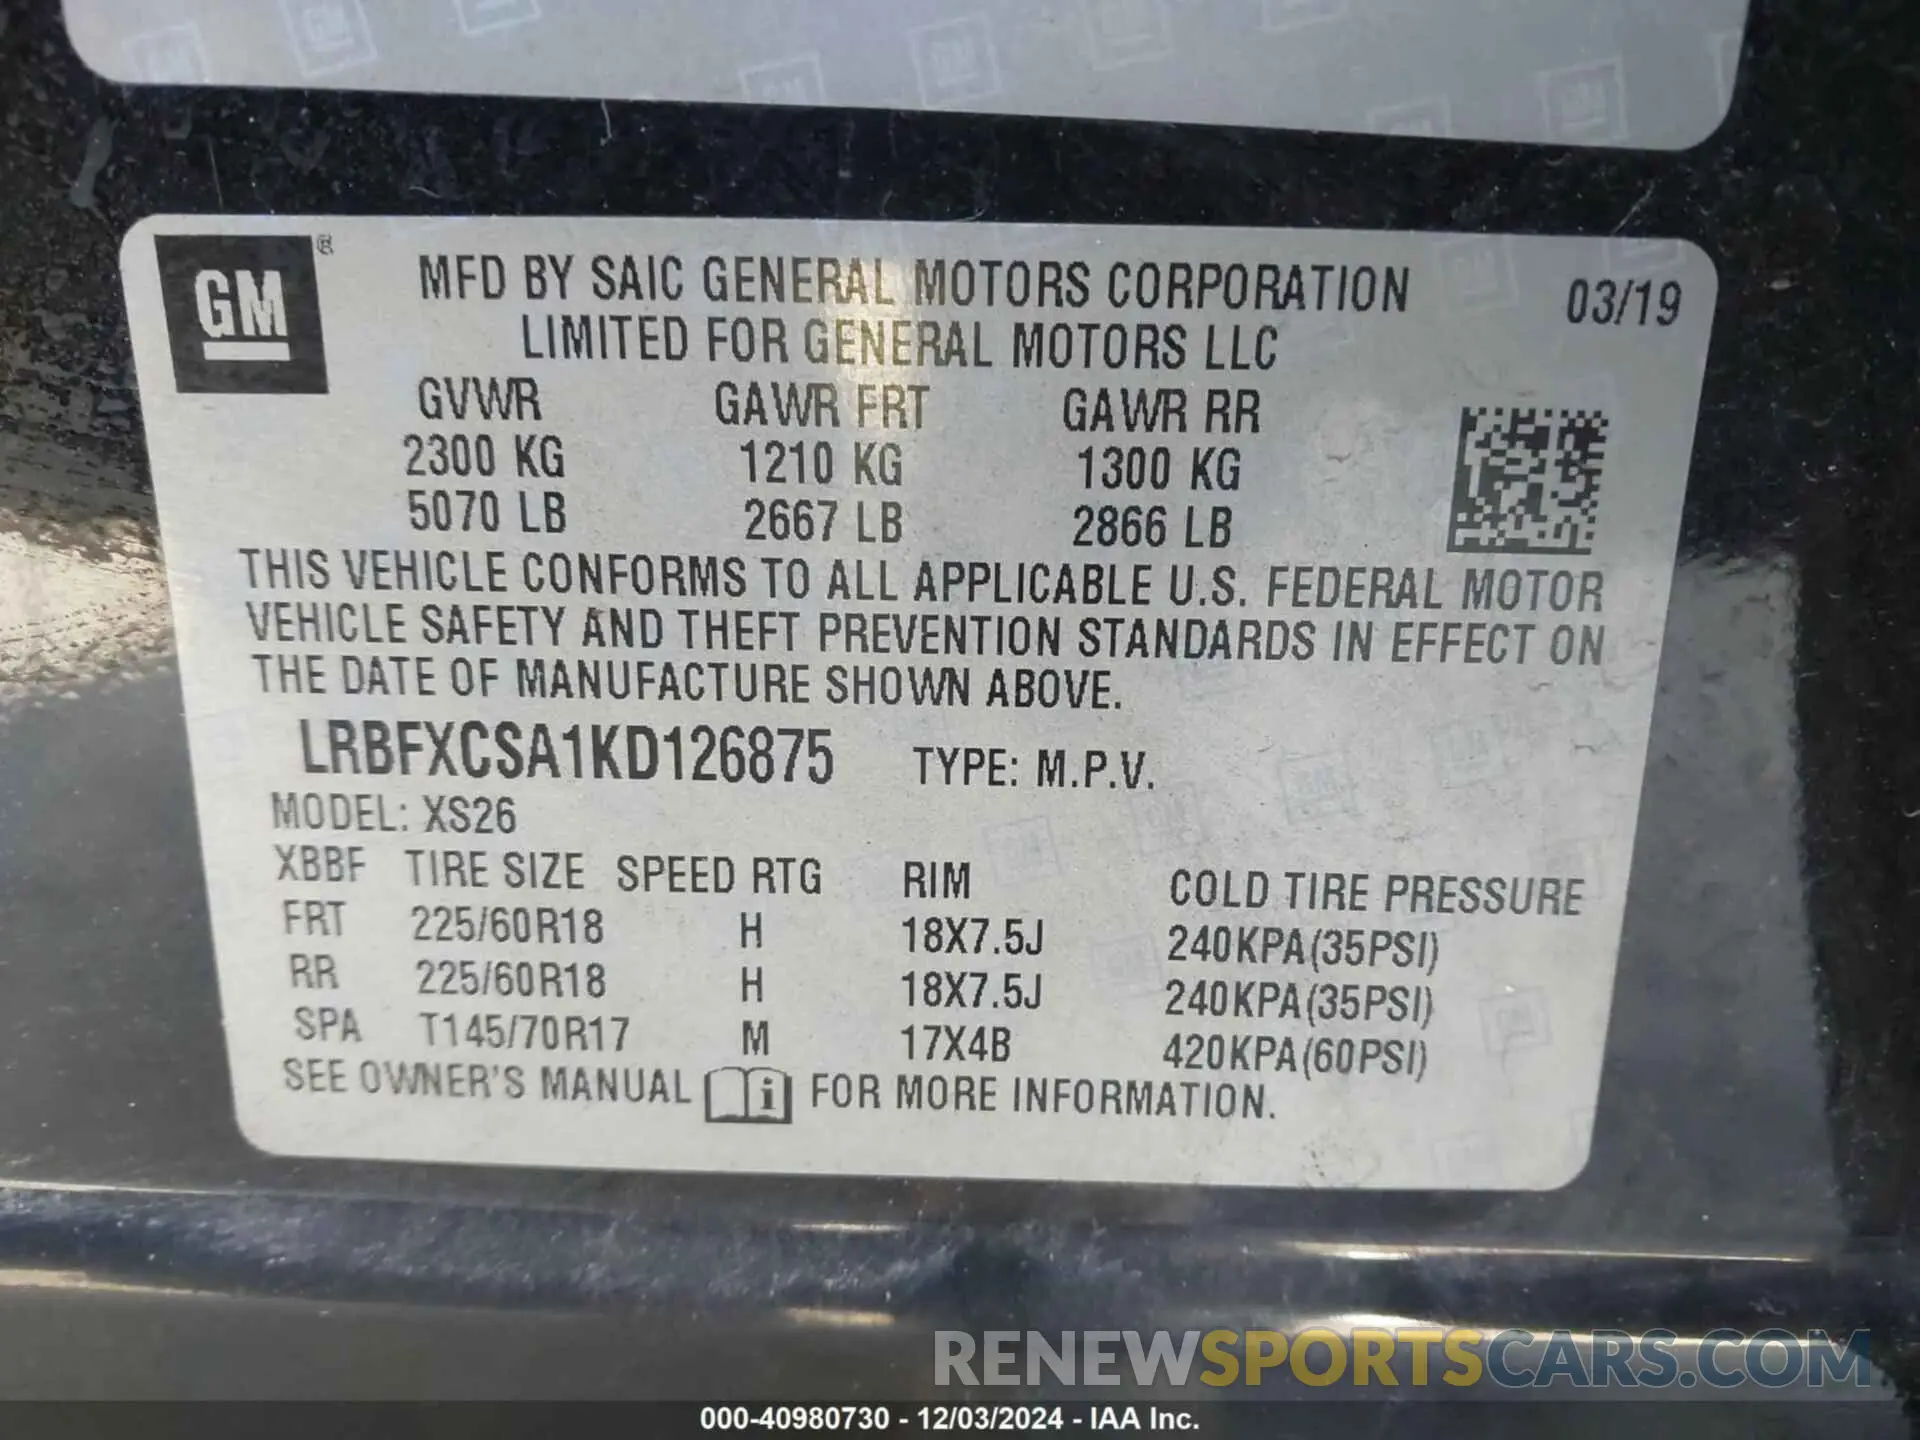 GM ®
MFD BY SAIC GENERAL MOTORS CORPORATION 03/19
LIMITED FOR GENERAL MOTORS LLC
GVWR GAWR FRT GAWR RR
2300 KG 1210 KG 1300 KG
5070 LB 2667 LB 2866 LB
THIS VEHICLE CONFORMS TO ALL APPLICABLE U.S. FEDERAL MOTOR
VEHICLE SAFETY AND THEFT PREVENTION STANDARDS IN EFFECT ON
THE DATE OF MANUFACTURE SHOWN ABOVE.
LRBFXCSA1KD126875 TYPE: M.P.V.
MODEL: XS26
XBBF TIRE SIZE SPEED RTG RIM COLD TIRE PRESSURE
FRT 225/60R18 H 18X7.5J 240KPA(35PSI)
RR 225/60R18 H 18X7.5J 240KPA(35PSI)
SPA T145/70R17 M 17X4B 420KPA(60PSI)
SEE OWNER'S MANUAL i FOR MORE INFORMATION.
RENEWSPORTSCARS.COM
000-40980730 - 12/03/2024 - IAA Inc.